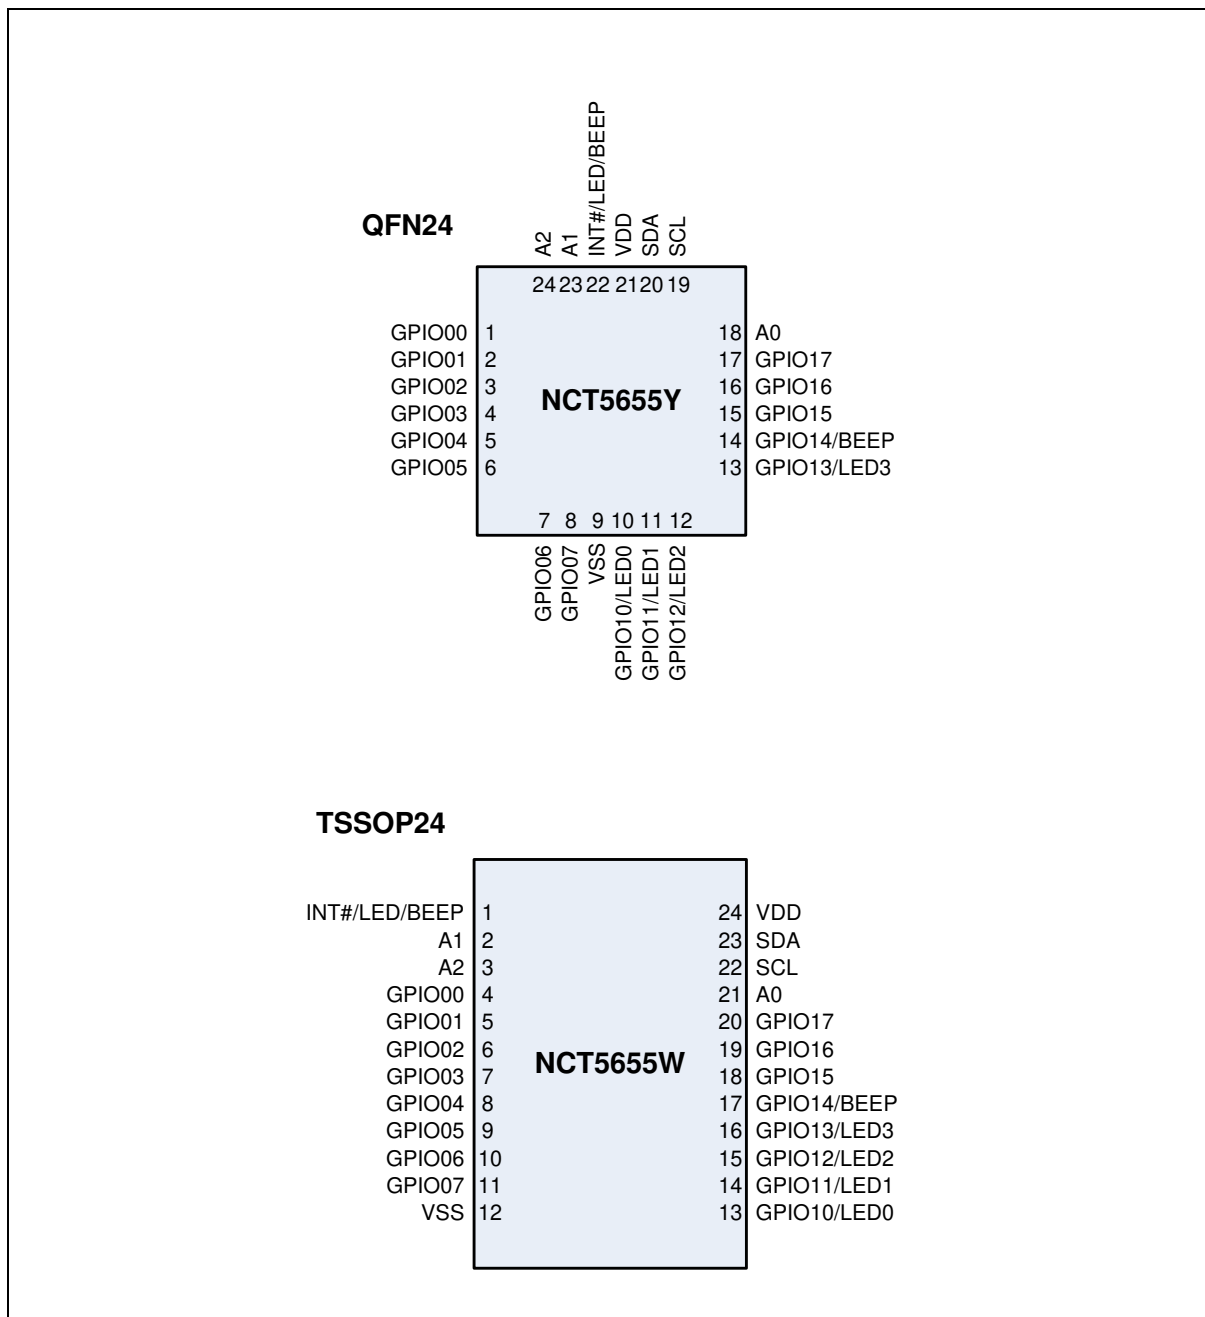 INT#/LED/BEEP
QFN24
A2 A1 VDD SDA SCL
24 23 22 21 20 19
GPIO00 1 18 A0
GPIO01 2 17 GPIO17
GPIO02 3 16 GPIO16
NCT5655Y
GPIO03 4 15 GPIO15
GPIO04 5 14 GPIO14/BEEP
GPIO05 6 13 GPIO13/LED3
7 8 9 10 11 12
GPIO06
GPIO07
VSS
GPIO10/LED0
GPIO11/LED1
GPIO12/LED2
TSSOP24
INT#/LED/BEEP 1 24 VDD
A1 2 23 SDA
A2 3 22 SCL
GPIO00 4 21 A0
GPIO01 5 20 GPIO17
GPIO02 6 19 GPIO16
NCT5655W
GPIO03 7 18 GPIO15
GPIO04 8 17 GPIO14/BEEP
GPIO05 9 16 GPIO13/LED3
GPIO06 10 15 GPIO12/LED2
GPIO07 11 14 GPIO11/LED1
VSS 12 13 GPIO10/LED0